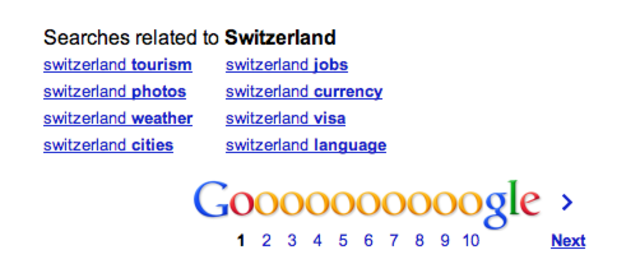 Searches related to Switzerland
switzerland tourism switzerland jobs
switzerland photos switzerland currency
switzerland weather switzerland visa
switzerland cities switzerland language
Goooooooooogle >
1 2 3 4 5 6 7 8 9 10 Next